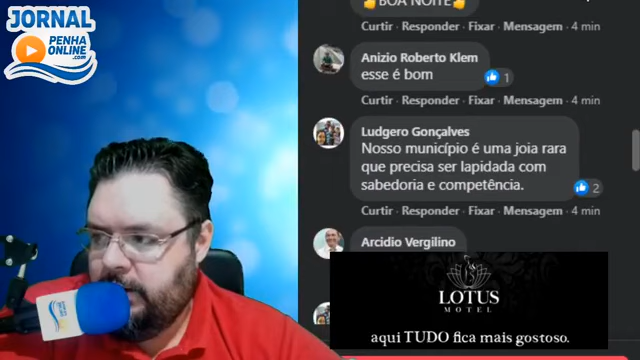 JORNAL
PENHA
ONLINE
.com
👍BOA NOITE👍
Curtir · Responder · Fixar · Mensagem · 4 min
Anizio Roberto Klem
esse é bom
1
Curtir · Responder · Fixar · Mensagem · 4 min
Ludgero Gonçalves
Nosso município é uma joia rara
que precisa ser lapidada com
sabedoria e competência.
2
Curtir · Responder · Fixar · Mensagem · 4 min
Arcidio Vergilino
LOTUS
MOTEL
aqui TUDO fica mais gostoso.